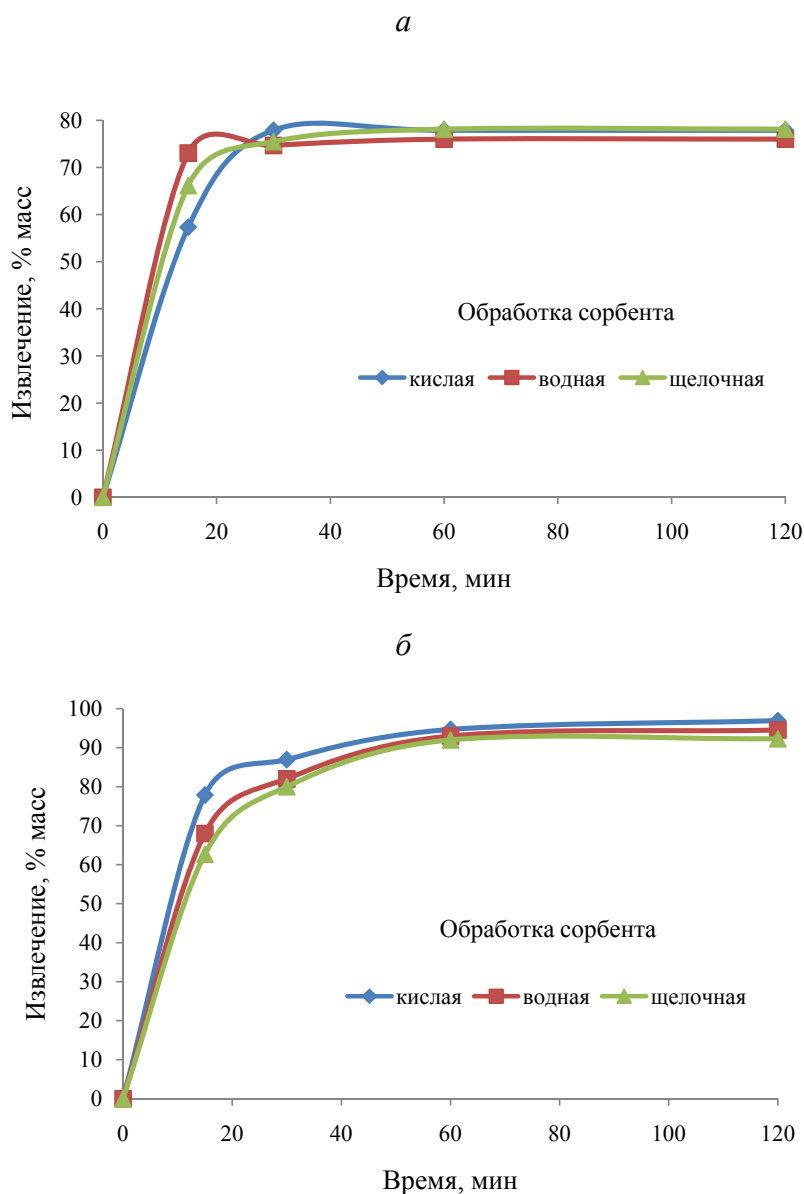 а
Извлечение, % масс
80
70
60
50
40
30
20
10
0
Обработка сорбента
кислая водная щелочная
0 20 40 60 80 100 120
Время, мин
б
Извлечение, % масс
100
90
80
70
60
50
40
30
20
10
0
Обработка сорбента
кислая водная щелочная
0 20 40 60 80 100 120
Время, мин